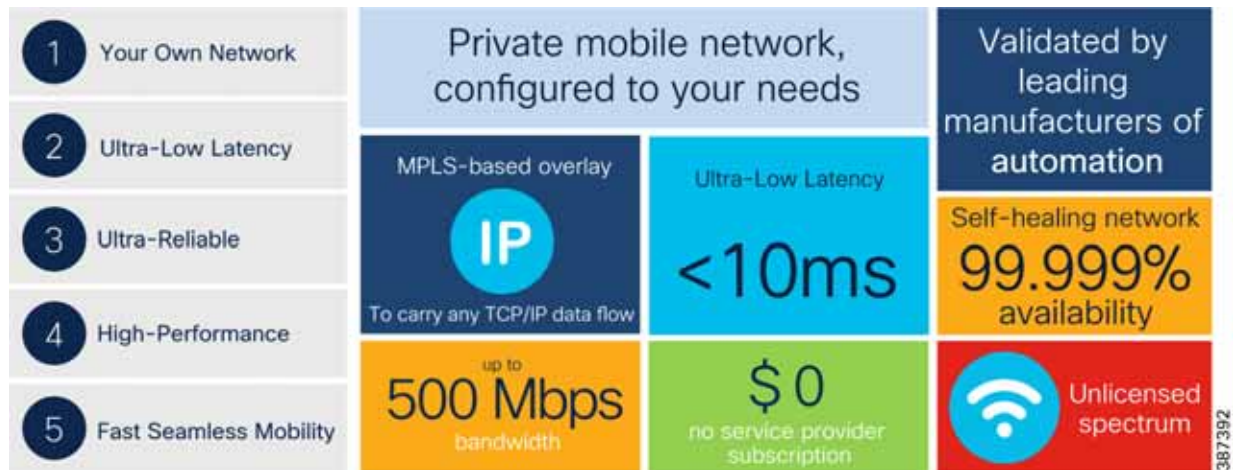 1 Your Own Network
2 Ultra-Low Latency
3 Ultra-Reliable
4 High-Performance
5 Fast Seamless Mobility
Private mobile network,
configured to your needs
MPLS-based overlay
IP
To carry any TCP/IP data flow
Ultra-Low Latency
<10ms
Validated by
leading
manufacturers of
automation
Self-healing network
99.999%
availability
up to
500 Mbps
bandwidth
$ 0
no service provider
subscription
Unlicensed
spectrum
387392